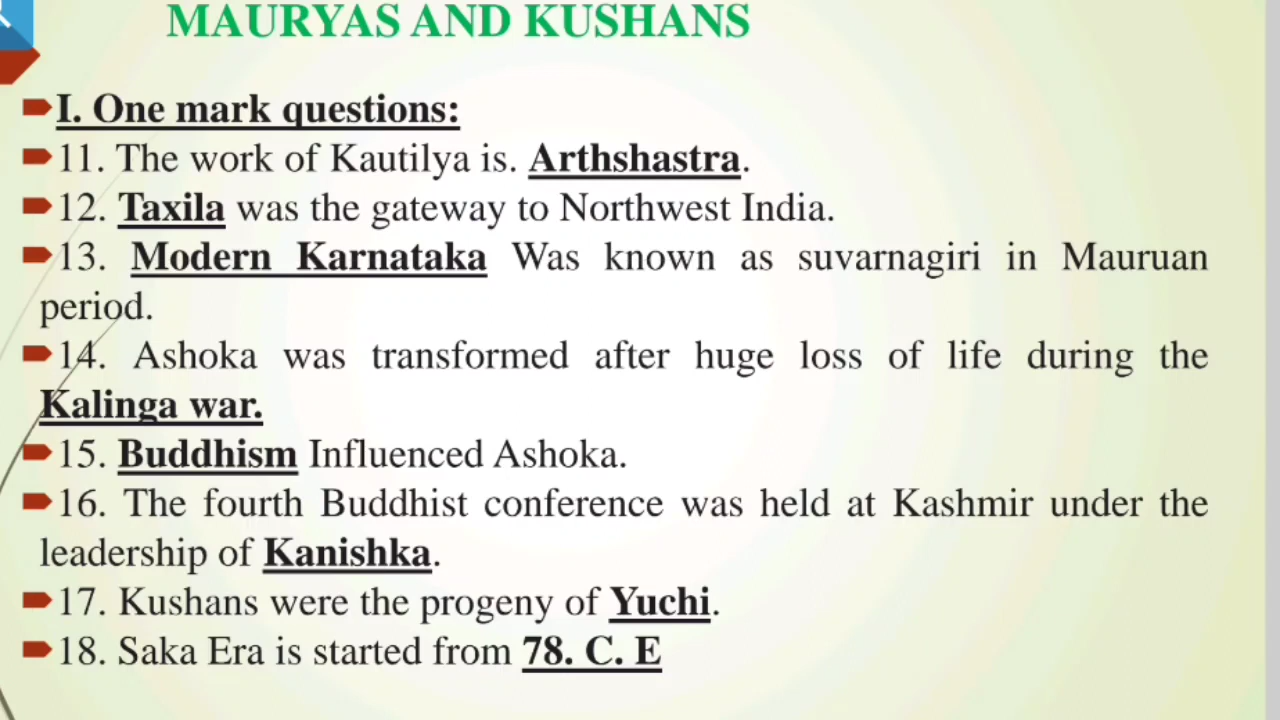 MAURYAS AND KUSHANS
I. One mark questions:
11. The work of Kautilya is. Arthshastra.
12. Taxila was the gateway to Northwest India.
13. Modern Karnataka Was known as suvarnagiri in Mauruan
period.
14. Ashoka was transformed after huge loss of life during the
Kalinga war.
15. Buddhism Influenced Ashoka.
16. The fourth Buddhist conference was held at Kashmir under the
leadership of Kanishka.
17. Kushans were the progeny of Yuchi.
18. Saka Era is started from 78. C. E